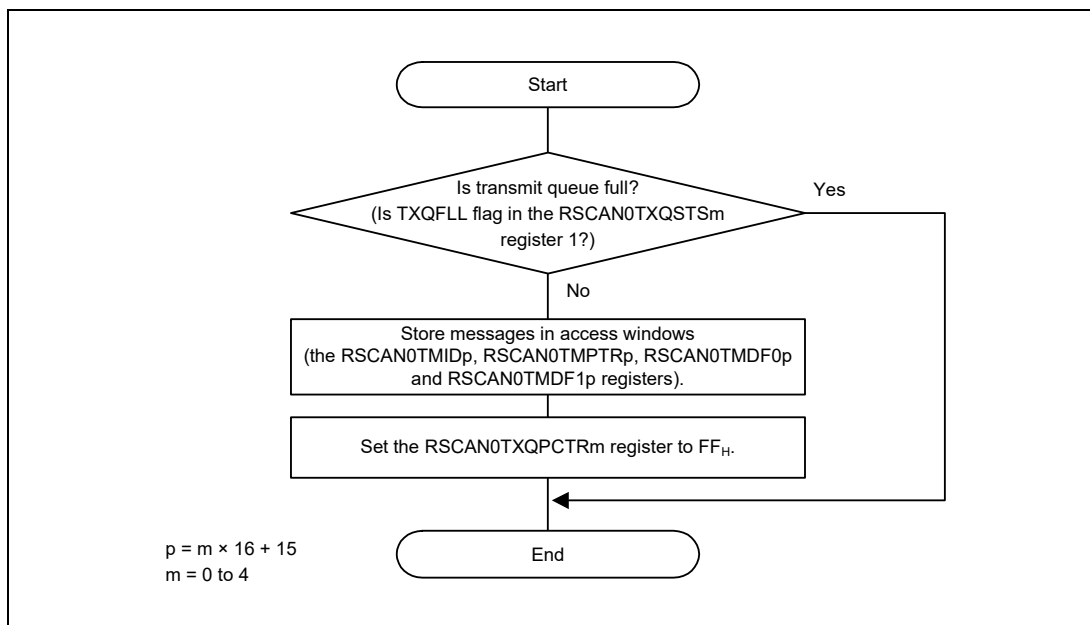 Start
Is transmit queue full?
(Is TXQFLL flag in the RSCAN0TXQSTSm
register 1?)
Yes
No
Store messages in access windows
(the RSCAN0TMIDp, RSCAN0TMPTRp, RSCAN0TMDF0p
and RSCAN0TMDF1p registers).
Set the RSCAN0TXQPCTRm register to FFH.
End
p = m × 16 + 15
m = 0 to 4